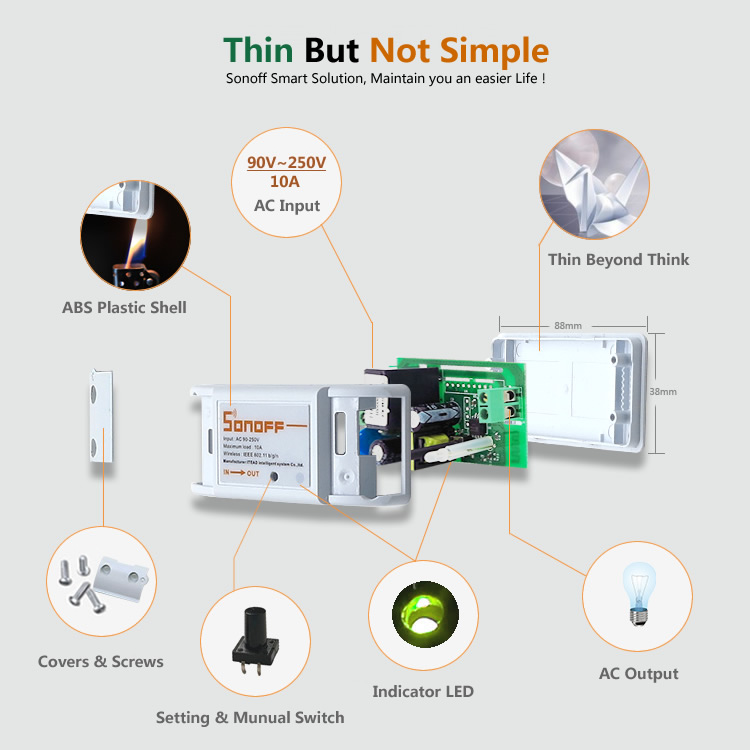 Thin But Not Simple
Sonoff Smart Solution, Maintain you an easier Life !
90V~250V
10A
AC Input
Thin Beyond Think
ABS Plastic Shell
88mm
38mm
SONOFF
Input: AC 90-250V
Maximum load: 10A
Wireless: IEEE 802.11 b/g/n
Manufacturer: ITEAD Intelligent system Co.,ltd.
IN → OUT
Covers & Screws
Setting & Munual Switch
Indicator LED
AC Output